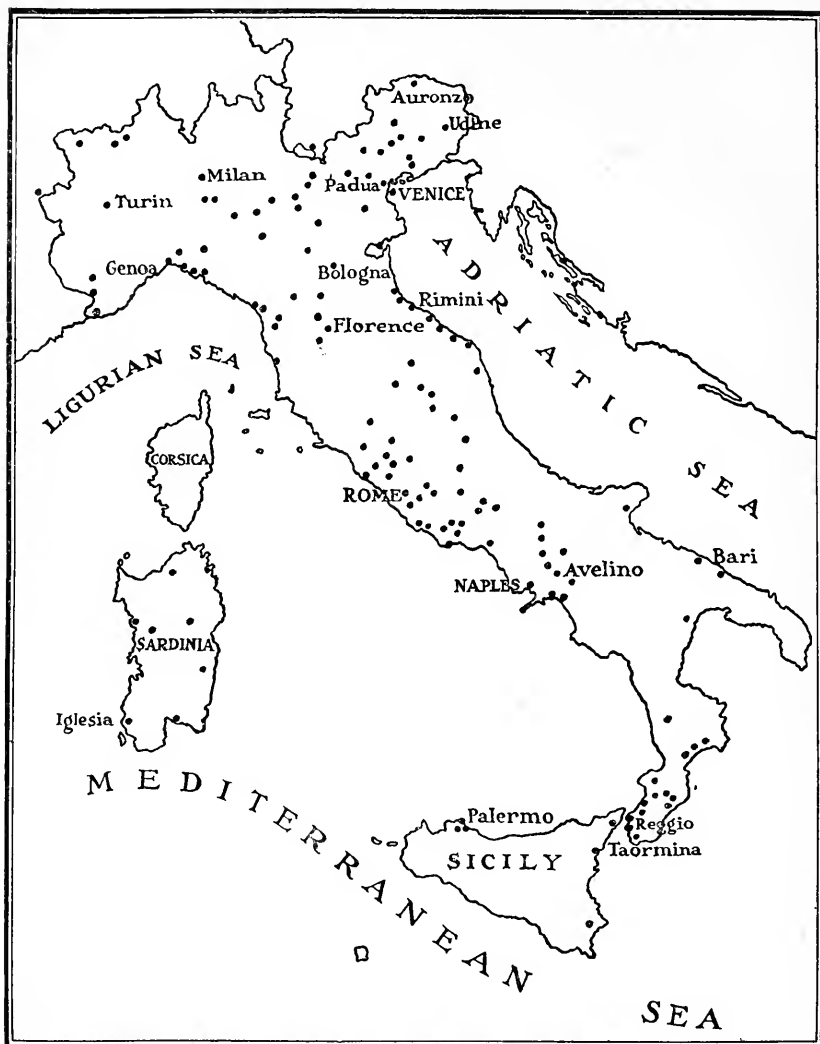 Auronzo
Udine
Milan
Padua
VENICE
Turin
Genoa
Bologna
Rimini
Florence
ADRIATIC SEA
LIGURIAN SEA
CORSICA
ROME
Bari
Avelino
NAPLES
SARDINIA
Iglesia
MEDITERRANEAN SEA
Palermo
Reggio
Taormina
SICILY